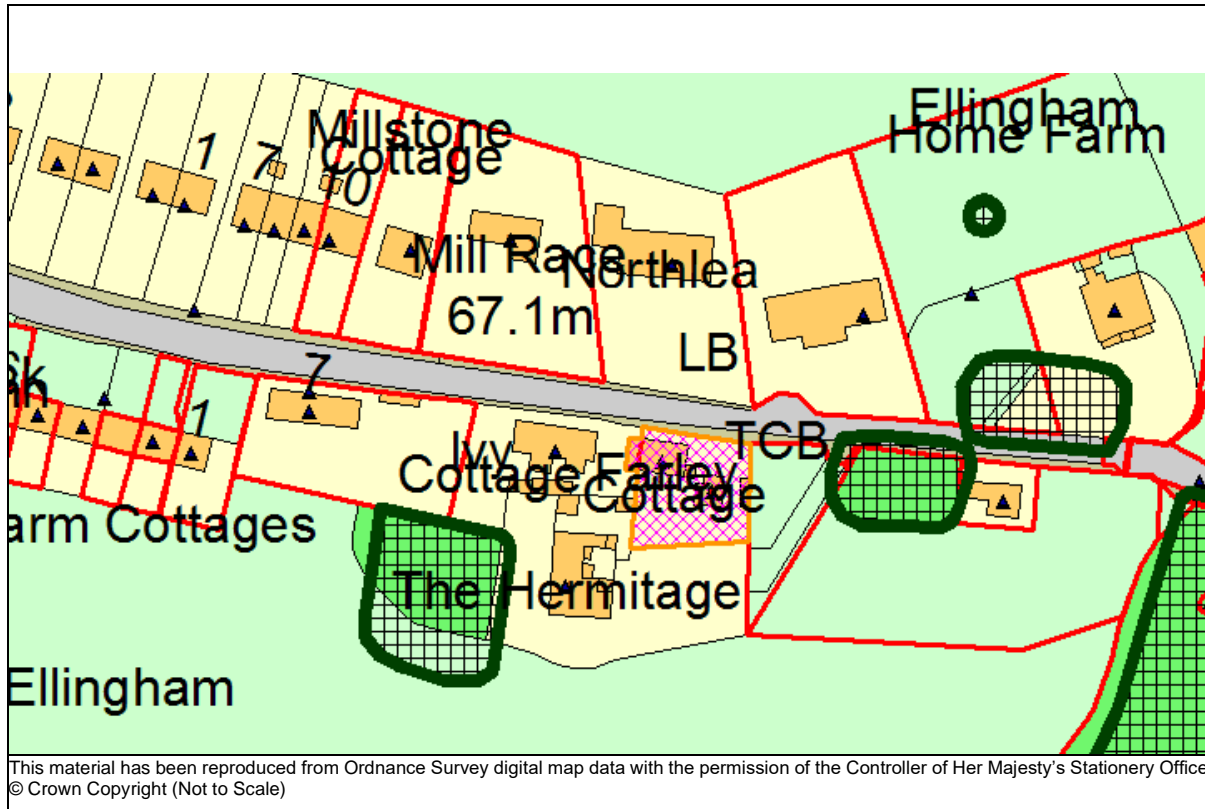 Ellingham
Home Farm
Millstone
Cottage
1
7
10
Mill Race
Northlea
67.1m
LB
7
1
TCB
Ivy
Cottage
Farley
Cottage
arm Cottages
The Hermitage
Ellingham
This material has been reproduced from Ordnance Survey digital map data with the permission of the Controller of Her Majesty's Stationery Office
© Crown Copyright (Not to Scale)